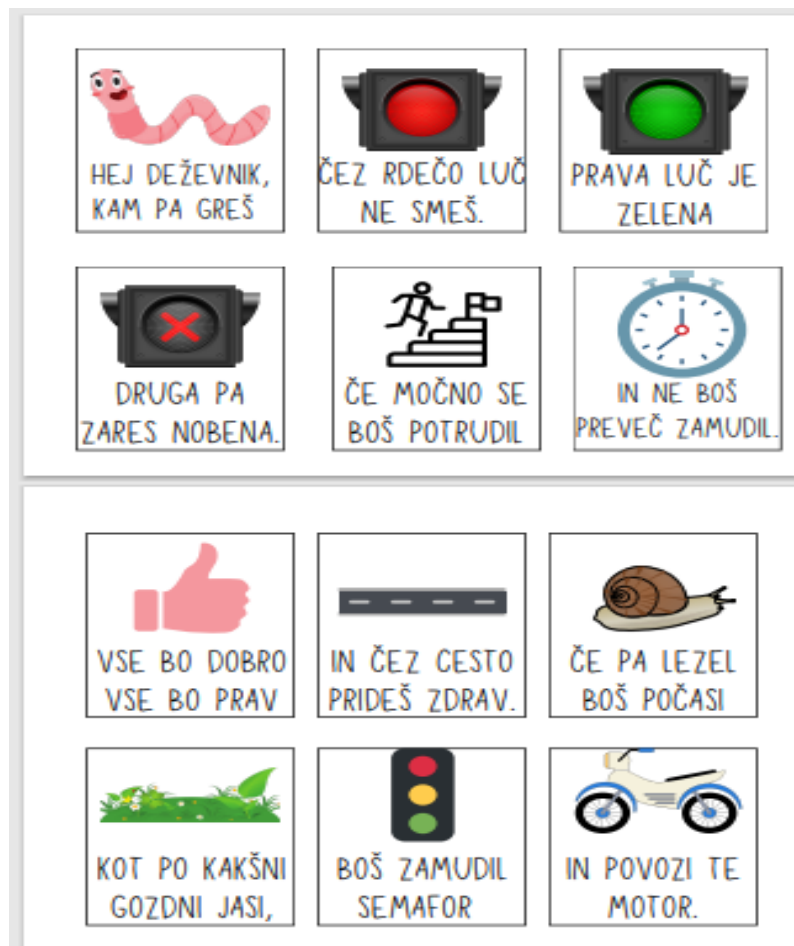 HEJ DEŽEVNIK,
KAM PA GREŠ
ČEZ RDEČO LUČ
NE SMEŠ.
PRAVA LUČ JE
ZELENA
DRUGA PA
ZARES NOBENA.
ČE MOČNO SE
BOŠ POTRUDIL
IN NE BOŠ
PREVEČ ZAMUDIL.
VSE BO DOBRO
VSE BO PRAV
IN ČEZ CESTO
PRIDEŠ ZDRAV.
ČE PA LEZEL
BOŠ POČASI
KOT PO KAKŠNI
GOZDNI JASI,
BOŠ ZAMUDIL
SEMAFOR
IN POVOZI TE
MOTOR.